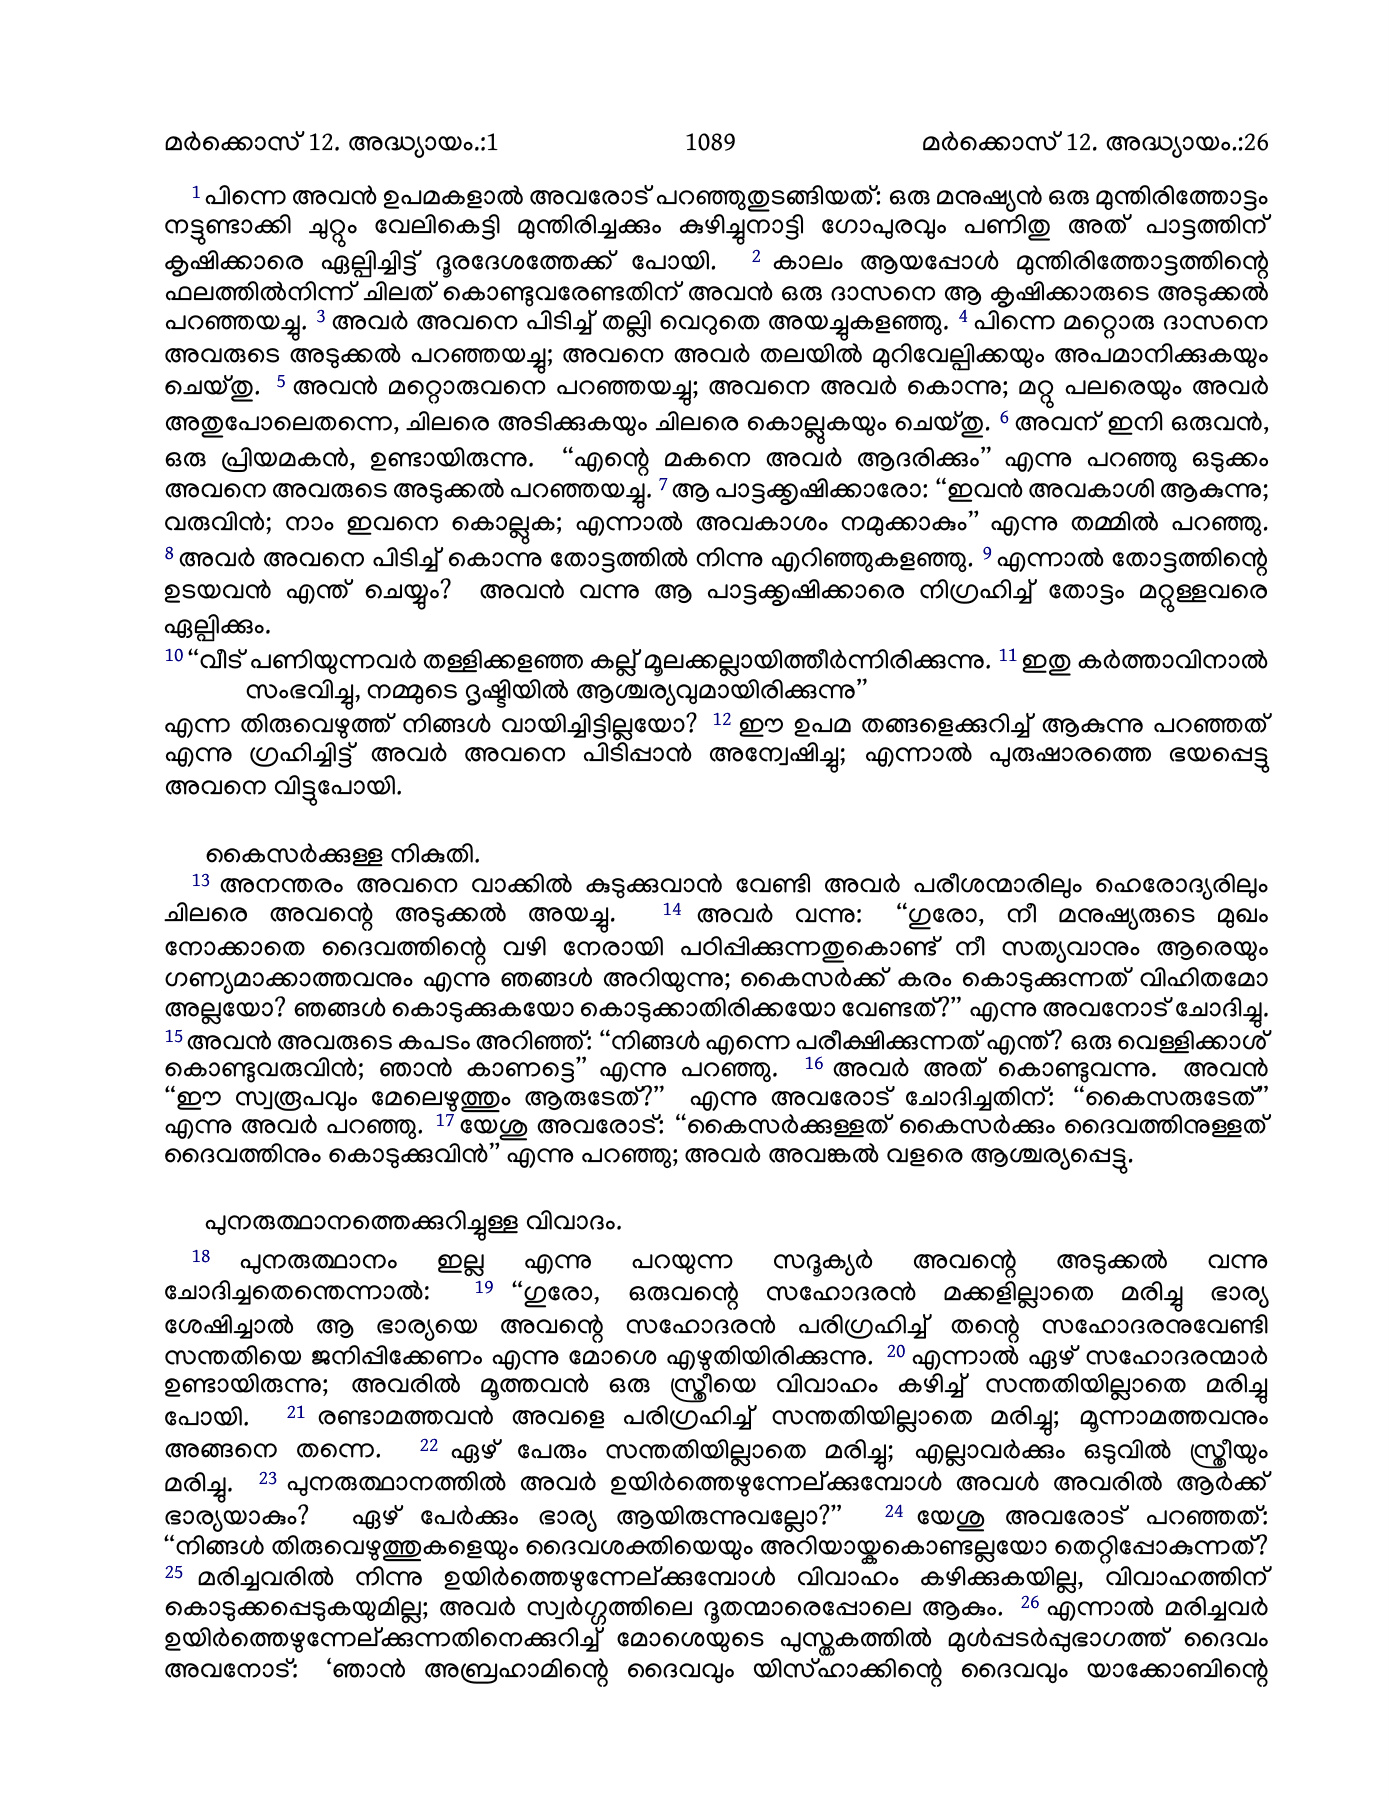 മർക്കൊസ് 12. അദ്ധ്യായം.:1 1089 മർക്കൊസ് 12. അദ്ധ്യായം.:26
1 പിന്നെ അവൻ ഉപമകളാൽ അവരോട് പറഞ്ഞുതുടങ്ങിയത്: ഒരു മനുഷ്യൻ ഒരു മുന്തിരിത്തോട്ടം
നട്ടുണ്ടാക്കി ചുറ്റും വേലികെട്ടി മുന്തിരിച്ചക്കും കുഴിച്ചുനാട്ടി ഗോപുരവും പണിതു അത് പാട്ടത്തിന്
കൃഷിക്കാരെ ഏല്പിച്ചിട്ട് ദൂരദേശത്തേക്ക് പോയി. 2 കാലം ആയപ്പോൾ മുന്തിരിത്തോട്ടത്തിന്റെ
ഫലത്തിൽനിന്ന് ചിലത് കൊണ്ടുവരേണ്ടതിന് അവൻ ഒരു ദാസനെ ആ കൃഷിക്കാരുടെ അടുക്കൽ
പറഞ്ഞയച്ചു. 3 അവർ അവനെ പിടിച്ച് തല്ലി വെറുതെ അയച്ചുകളഞ്ഞു. 4 പിന്നെ മറ്റൊരു ദാസനെ
അവരുടെ അടുക്കൽ പറഞ്ഞയച്ചു; അവനെ അവർ തലയിൽ മുറിവേല്പിക്കയും അപമാനിക്കുകയും
ചെയ്തു. 5 അവൻ മറ്റൊരുവനെ പറഞ്ഞയച്ചു; അവനെ അവർ കൊന്നു; മറ്റു പലരെയും അവർ
അതുപോലെതന്നെ, ചിലരെ അടിക്കുകയും ചിലരെ കൊല്ലുകയും ചെയ്തു. 6 അവന് ഇനി ഒരുവൻ,
ഒരു പ്രിയമകൻ, ഉണ്ടായിരുന്നു. “എന്റെ മകനെ അവർ ആദരിക്കും” എന്നു പറഞ്ഞു ഒടുക്കം
അവനെ അവരുടെ അടുക്കൽ പറഞ്ഞയച്ചു. 7 ആ പാട്ടക്കൃഷിക്കാരോ: “ഇവൻ അവകാശി ആകുന്നു;
വരുവിൻ; നാം ഇവനെ കൊല്ലുക; എന്നാൽ അവകാശം നമുക്കാകും” എന്നു തമ്മിൽ പറഞ്ഞു.
8 അവർ അവനെ പിടിച്ച് കൊന്നു തോട്ടത്തിൽ നിന്നു എറിഞ്ഞുകളഞ്ഞു. 9 എന്നാൽ തോട്ടത്തിന്റെ
ഉടയവൻ എന്ത് ചെയ്യും? അവൻ വന്നു ആ പാട്ടക്കൃഷിക്കാരെ നിഗ്രഹിച്ച് തോട്ടം മറ്റുള്ളവരെ
ഏല്പിക്കും.
10 “വീട് പണിയുന്നവർ തള്ളിക്കളഞ്ഞ കല്ല് മൂലക്കല്ലായിത്തീർന്നിരിക്കുന്നു. 11 ഇതു കർത്താവിനാൽ
സംഭവിച്ചു, നമ്മുടെ ദൃഷ്ടിയിൽ ആശ്ചര്യവുമായിരിക്കുന്നു”
എന്ന തിരുവെഴുത്ത് നിങ്ങൾ വായിച്ചിട്ടില്ലയോ? 12 ഈ ഉപമ തങ്ങളെക്കുറിച്ച് ആകുന്നു പറഞ്ഞത്
എന്നു ഗ്രഹിച്ചിട്ട് അവർ അവനെ പിടിപ്പാൻ അന്വേഷിച്ചു; എന്നാൽ പുരുഷാരത്തെ ഭയപ്പെട്ടു
അവനെ വിട്ടുപോയി.
കൈസർക്കുള്ള നികുതി.
13 അനന്തരം അവനെ വാക്കിൽ കുടുക്കുവാൻ വേണ്ടി അവർ പരീശന്മാരിലും ഹെരോദ്യരിലും
ചിലരെ അവന്റെ അടുക്കൽ അയച്ചു. 14 അവർ വന്നു: “ഗുരോ, നീ മനുഷ്യരുടെ മുഖം
നോക്കാതെ ദൈവത്തിന്റെ വഴി നേരായി പഠിപ്പിക്കുന്നതുകൊണ്ട് നീ സത്യവാനും ആരെയും
ഗണ്യമാക്കാത്തവനും എന്നു ഞങ്ങൾ അറിയുന്നു; കൈസർക്ക് കരം കൊടുക്കുന്നത് വിഹിതമോ
അല്ലയോ? ഞങ്ങൾ കൊടുക്കുകയോ കൊടുക്കാതിരിക്കയോ വേണ്ടത്?” എന്നു അവനോട് ചോദിച്ചു.
15 അവൻ അവരുടെ കപടം അറിഞ്ഞ്: “നിങ്ങൾ എന്നെ പരീക്ഷിക്കുന്നത് എന്ത്? ഒരു വെള്ളിക്കാശ്
കൊണ്ടുവരുവിൻ; ഞാൻ കാണട്ടെ” എന്നു പറഞ്ഞു. 16 അവർ അത് കൊണ്ടുവന്നു. അവൻ
“ഈ സ്വരൂപവും മേലെഴുത്തും ആരുടേത്?” എന്നു അവരോട് ചോദിച്ചതിന്: “കൈസരുടേത്”
എന്നു അവർ പറഞ്ഞു. 17 യേശു അവരോട്: “കൈസർക്കുള്ളത് കൈസർക്കും ദൈവത്തിനുള്ളത്
ദൈവത്തിനും കൊടുക്കുവിൻ” എന്നു പറഞ്ഞു; അവർ അവങ്കൽ വളരെ ആശ്ചര്യപ്പെട്ടു.
പുനരുത്ഥാനത്തെക്കുറിച്ചുള്ള വിവാദം.
18 പുനരുത്ഥാനം ഇല്ല എന്നു പറയുന്ന സദൂക്യർ അവന്റെ അടുക്കൽ വന്നു
ചോദിച്ചതെന്തെന്നാൽ: 19 “ഗുരോ, ഒരുവന്റെ സഹോദരൻ മക്കളില്ലാതെ മരിച്ചു ഭാര്യ
ശേഷിച്ചാൽ ആ ഭാര്യയെ അവന്റെ സഹോദരൻ പരിഗ്രഹിച്ച് തന്റെ സഹോദരനുവേണ്ടി
സന്തതിയെ ജനിപ്പിക്കേണം എന്നു മോശെ എഴുതിയിരിക്കുന്നു. 20 എന്നാൽ ഏഴ് സഹോദരന്മാർ
ഉണ്ടായിരുന്നു; അവരിൽ മൂത്തവൻ ഒരു സ്ത്രീയെ വിവാഹം കഴിച്ച് സന്തതിയില്ലാതെ മരിച്ചു
പോയി. 21 രണ്ടാമത്തവൻ അവളെ പരിഗ്രഹിച്ച് സന്തതിയില്ലാതെ മരിച്ചു; മൂന്നാമത്തവനും
അങ്ങനെ തന്നെ. 22 ഏഴ് പേരും സന്തതിയില്ലാതെ മരിച്ചു; എല്ലാവർക്കും ഒടുവിൽ സ്ത്രീയും
മരിച്ചു. 23 പുനരുത്ഥാനത്തിൽ അവർ ഉയിർത്തെഴുന്നേല്ക്കുമ്പോൾ അവൾ അവരിൽ ആർക്ക്
ഭാര്യയാകും? ഏഴ് പേർക്കും ഭാര്യ ആയിരുന്നുവല്ലോ?” 24 യേശു അവരോട് പറഞ്ഞത്:
“നിങ്ങൾ തിരുവെഴുത്തുകളെയും ദൈവശക്തിയെയും അറിയായ്കകൊണ്ടല്ലയോ തെറ്റിപ്പോകുന്നത്?
25 മരിച്ചവരിൽ നിന്നു ഉയിർത്തെഴുന്നേല്ക്കുമ്പോൾ വിവാഹം കഴിക്കുകയില്ല, വിവാഹത്തിന്
കൊടുക്കപ്പെടുകയുമില്ല; അവർ സ്വർഗ്ഗത്തിലെ ദൂതന്മാരെപ്പോലെ ആകും. 26 എന്നാൽ മരിച്ചവർ
ഉയിർത്തെഴുന്നേല്ക്കുന്നതിനെക്കുറിച്ച് മോശെയുടെ പുസ്തകത്തിൽ മുൾപ്പടർപ്പുഭാഗത്ത് ദൈവം
അവനോട്: ‘ഞാൻ അബ്രഹാമിന്റെ ദൈവവും യിസ്ഹാക്കിന്റെ ദൈവവും യാക്കോബിന്റെ